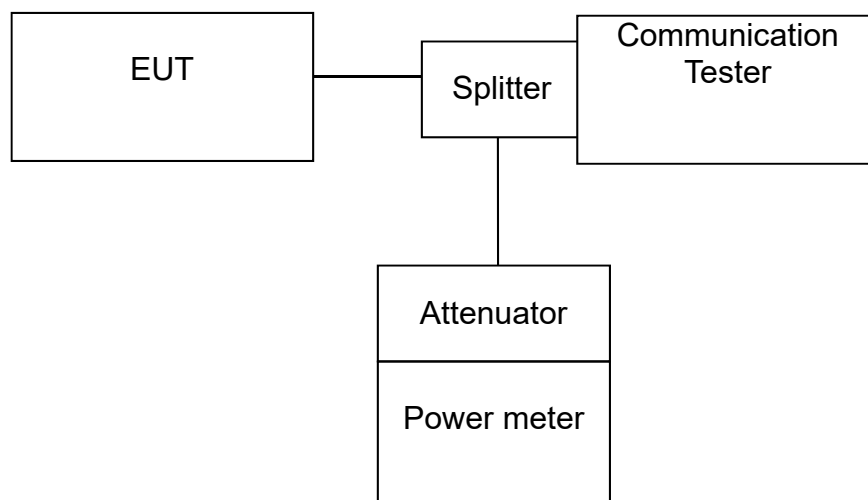 EUT
Splitter
Communication
Tester
Attenuator
Power meter